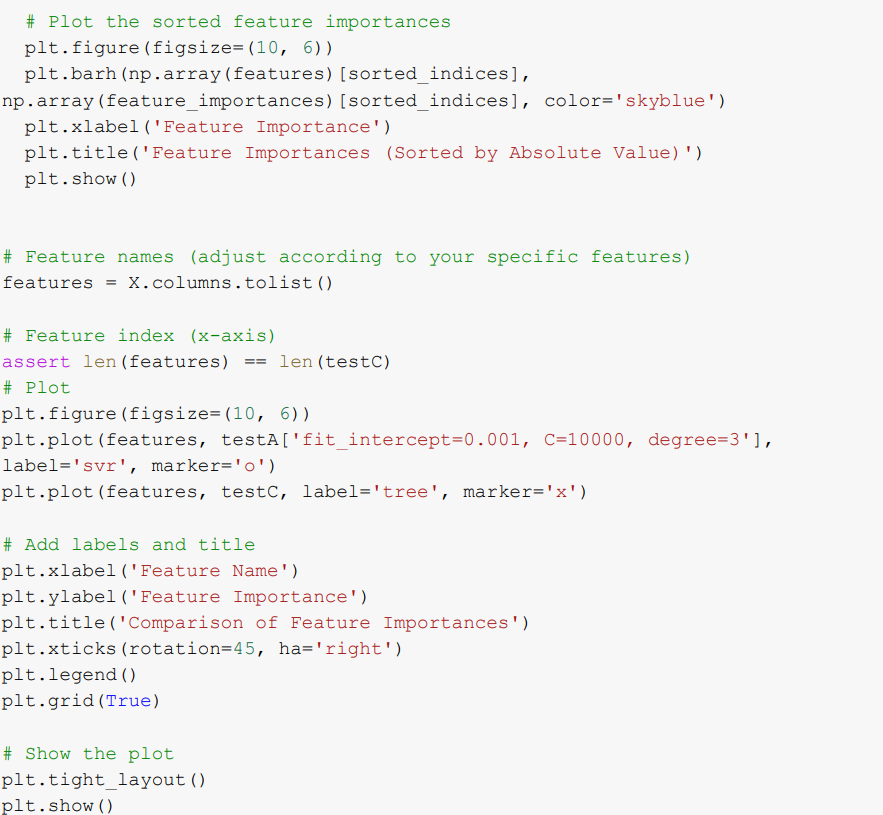 # Plot the sorted feature importances
plt.figure(figsize=(10, 6))
plt.barh(np.array(features)[sorted_indices],
np.array(feature_importances)[sorted_indices], color='skyblue')
plt.xlabel('Feature Importance')
plt.title('Feature Importances (Sorted by Absolute Value)')
plt.show()
# Feature names (adjust according to your specific features)
features = X.columns.tolist()
# Feature index (x-axis)
assert len(features) == len(testC)
# Plot
plt.figure(figsize=(10, 6))
plt.plot(features, testA['fit_intercept=0.001, C=10000, degree=3'],
label='svr', marker='o')
plt.plot(features, testC, label='tree', marker='x')
# Add labels and title
plt.xlabel('Feature Name')
plt.ylabel('Feature Importance')
plt.title('Comparison of Feature Importances')
plt.xticks(rotation=45, ha='right')
plt.legend()
plt.grid(True)
# Show the plot
plt.tight_layout()
plt.show()